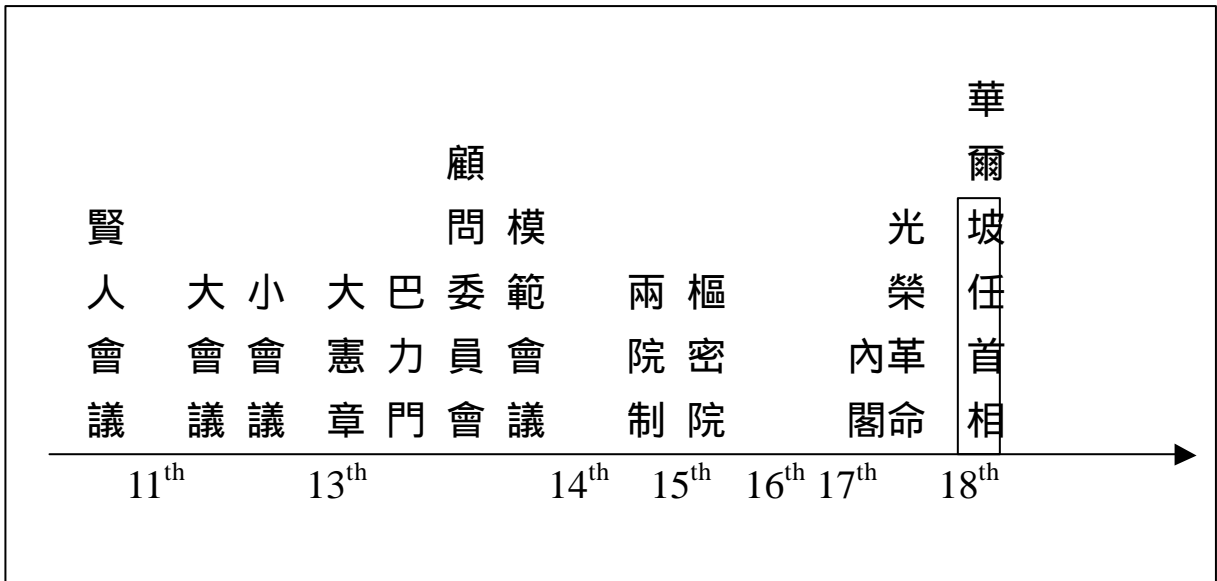 賢人會議
大會議
小會議
大憲章
巴力門
顧問委員會
模範會議
兩院制
樞密院
內閣
光榮革命
華爾坡任首相
11th 13th 14th 15th 16th 17th 18th